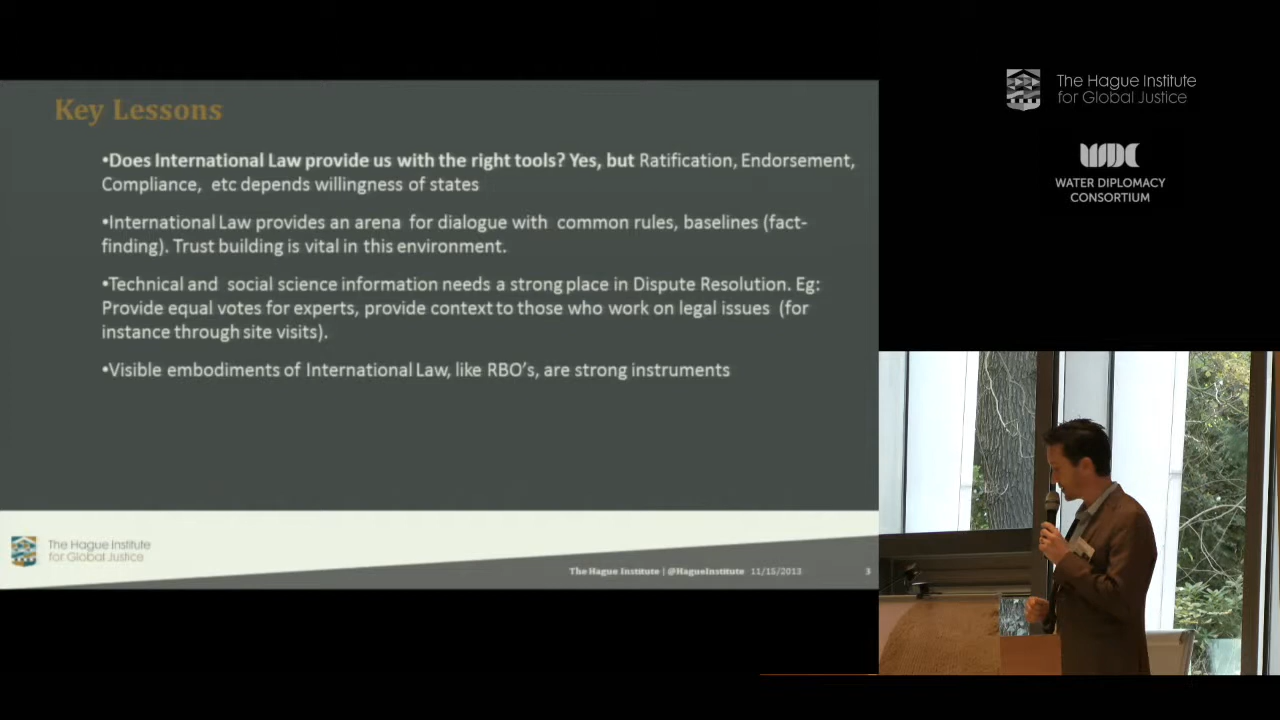 Key Lessons
•Does International Law provide us with the right tools? Yes, but Ratification, Endorsement,
Compliance, etc depends willingness of states
•International Law provides an arena for dialogue with common rules, baselines (fact-
finding). Trust building is vital in this environment.
•Technical and social science information needs a strong place in Dispute Resolution. Eg:
Provide equal votes for experts, provide context to those who work on legal issues (for
instance through site visits).
•Visible embodiments of International Law, like RBO's, are strong instruments
The Hague Institute
for Global Justice
The Hague Institute | @HagueInstitute 11/15/2013 3
The Hague Institute
for Global Justice
WDC
WATER DIPLOMACY
CONSORTIUM